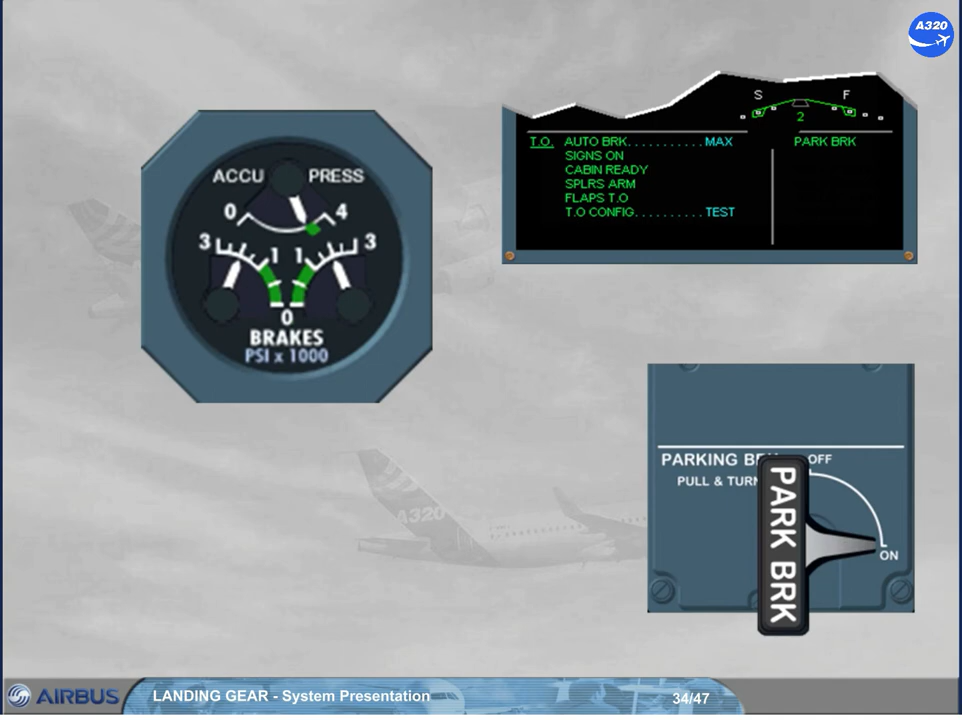 A320
ACCU PRESS
0 4
3 1 1 3
0
BRAKES
PSI x 1000
S F
2
T.O. AUTO BRK...........MAX
SIGNS ON
CABIN READY
SPLRS ARM
FLAPS T.O
T.O CONFIG..........TEST
PARK BRK
PARKING OFF
PULL & TURN
PARK BRK
ON
A320
AIRBUS
LANDING GEAR - System Presentation
34/47